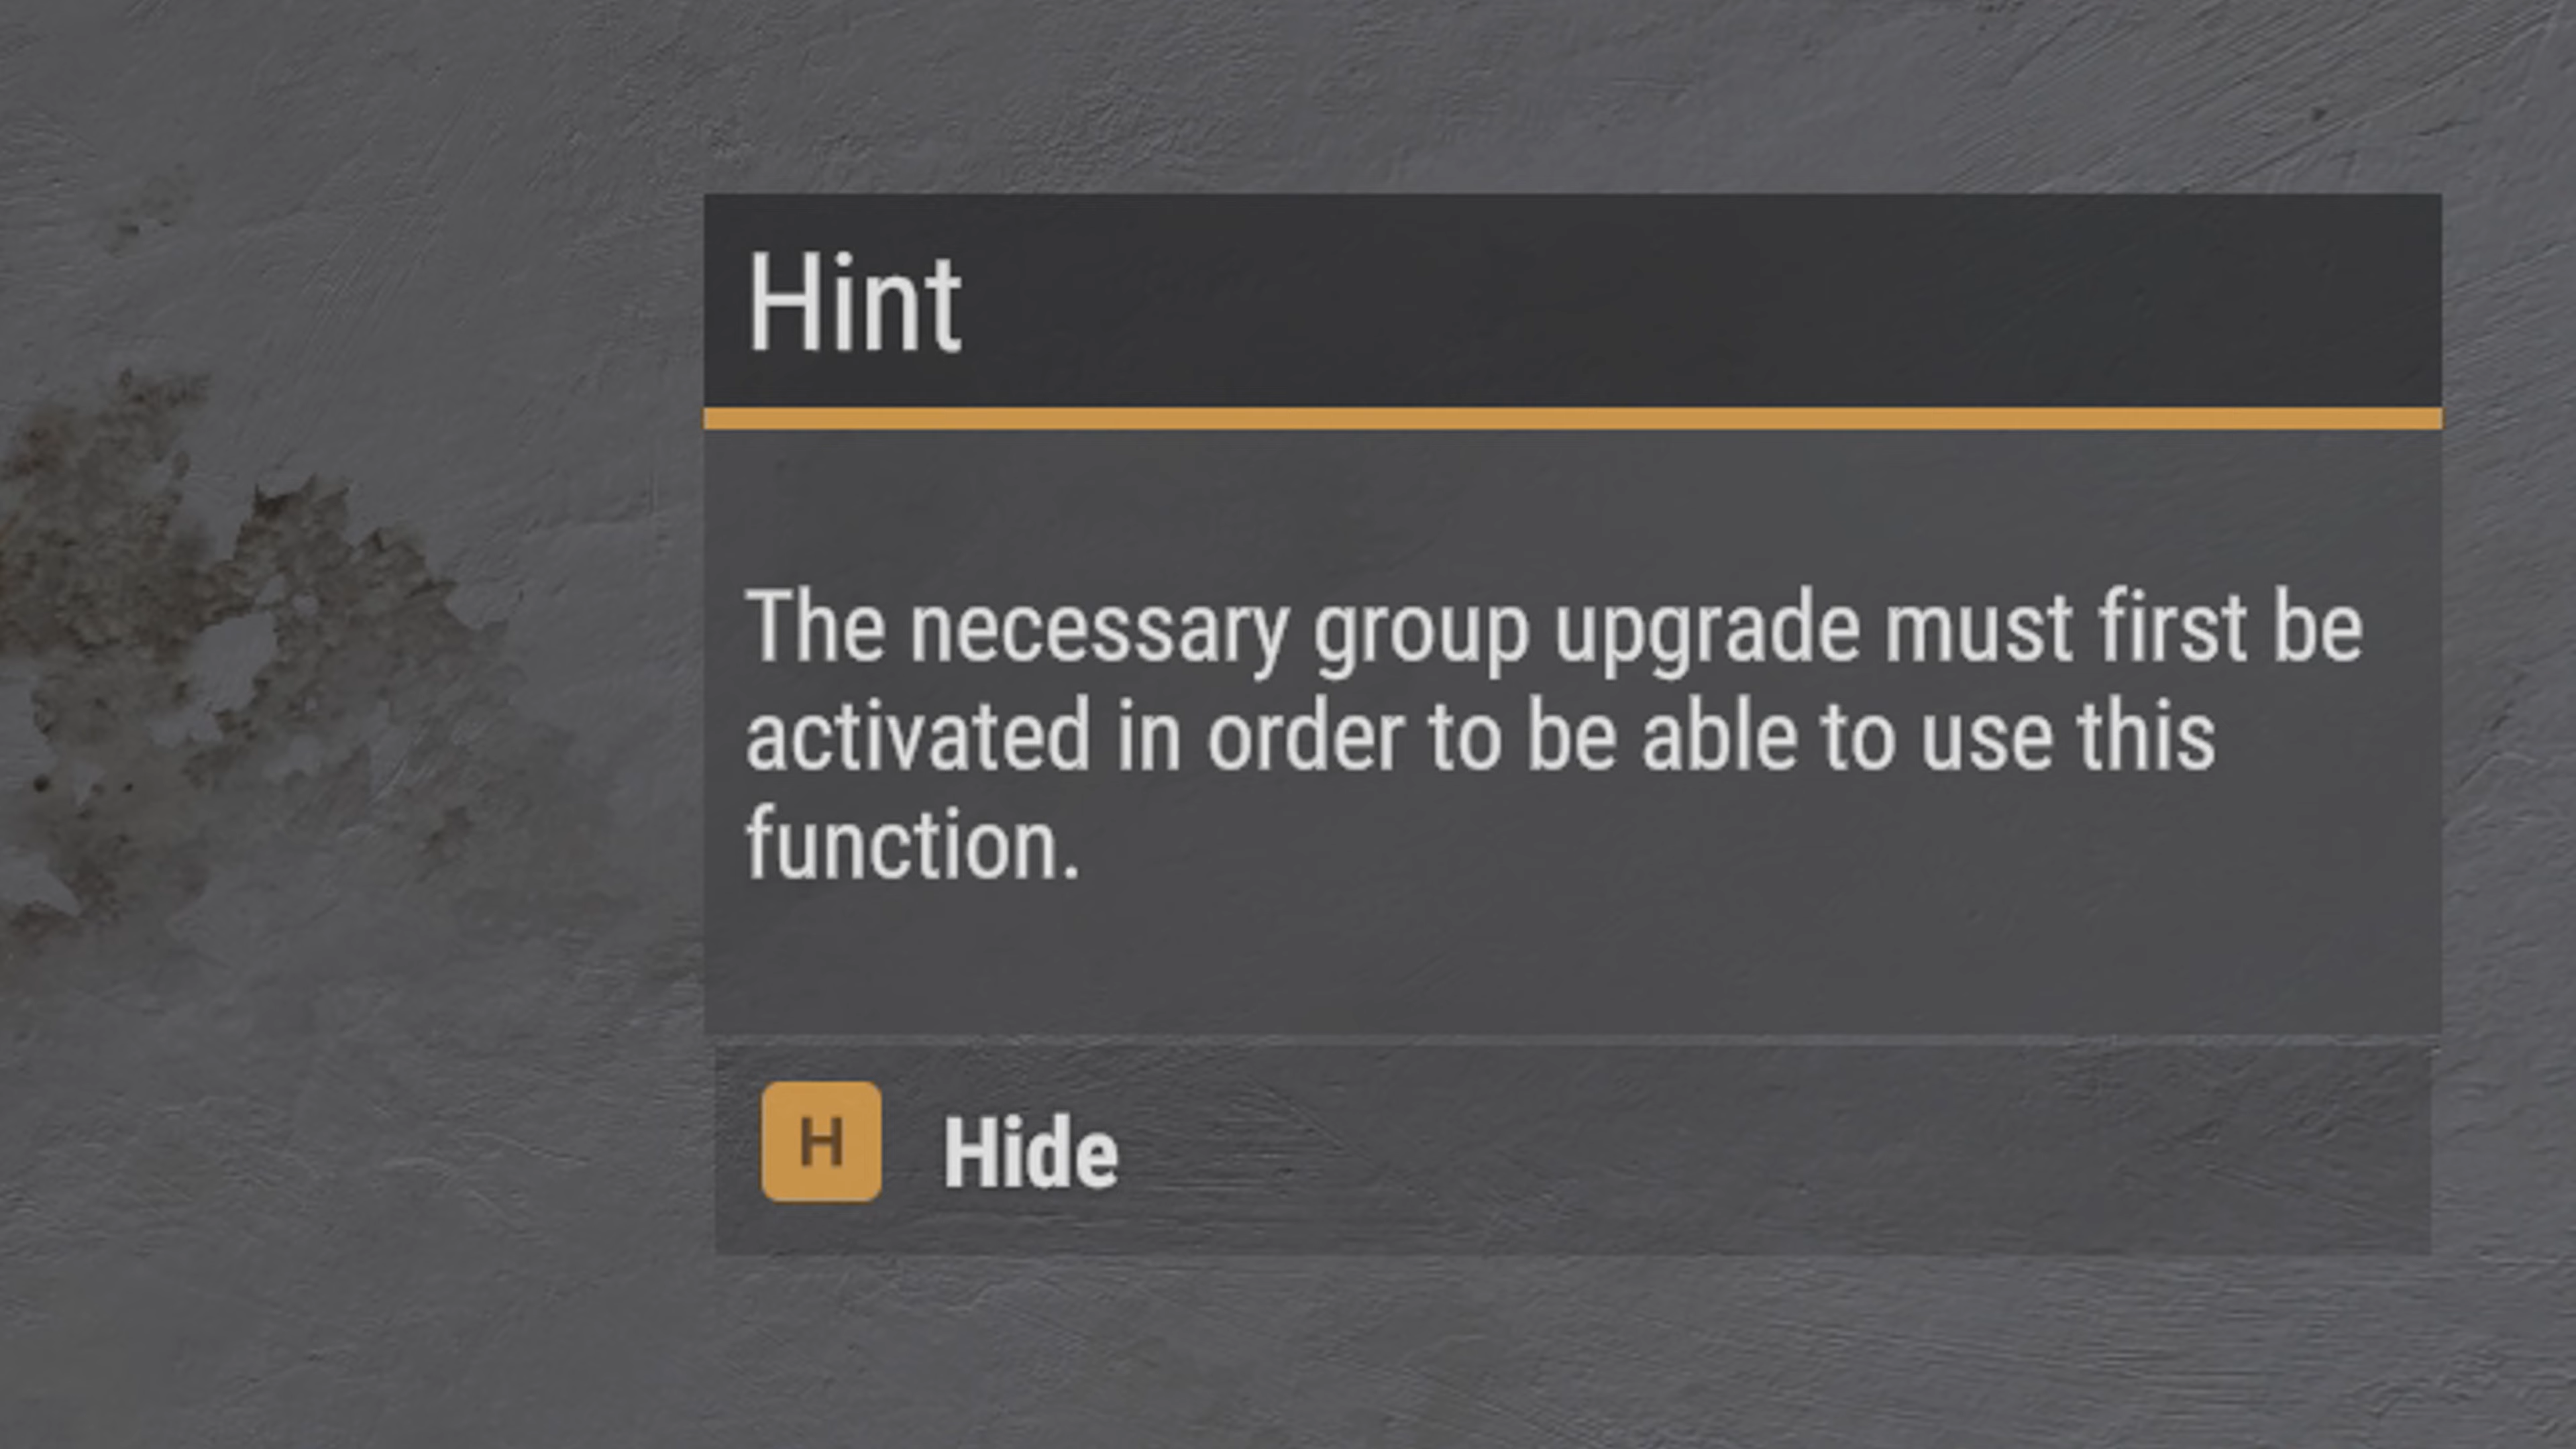 Hint
The necessary group upgrade must first be
activated in order to be able to use this
function.
H Hide